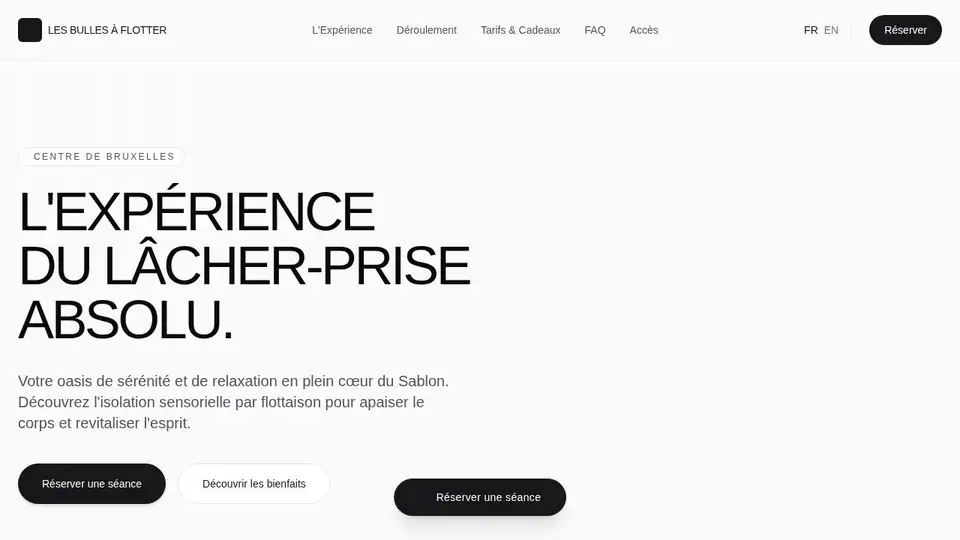 LES BULLES À FLOTTER
L'Expérience
Déroulement
Tarifs & Cadeaux
FAQ
Accès
FR EN
Réserver
CENTRE DE BRUXELLES
L'EXPÉRIENCE
DU LÂCHER-PRISE
ABSOLU.
Votre oasis de sérénité et de relaxation en plein cœur du Sablon.
Découvrez l'isolation sensorielle par flottaison pour apaiser le
corps et revitaliser l'esprit.
Réserver une séance
Découvrir les bienfaits
Réserver une séance